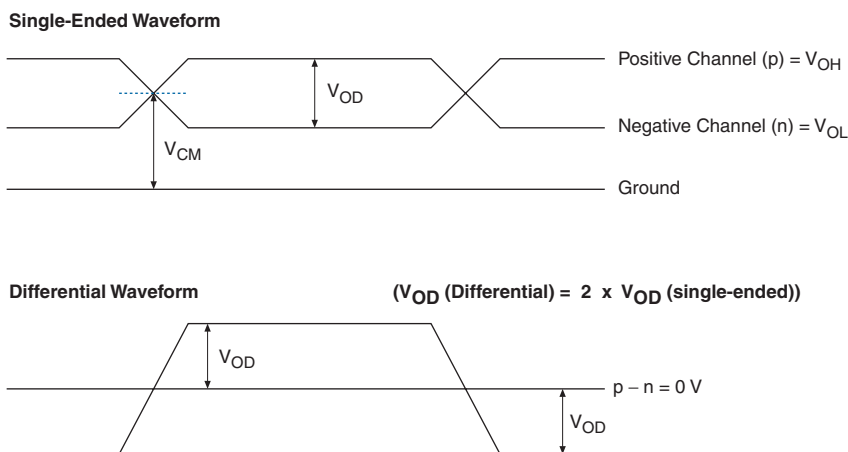 Single-Ended Waveform
Positive Channel (p) = VOH
VOD
Negative Channel (n) = VOL
VCM
Ground
Differential Waveform (VOD (Differential) = 2 x VOD (single-ended))
VOD
p − n = 0 V
VOD